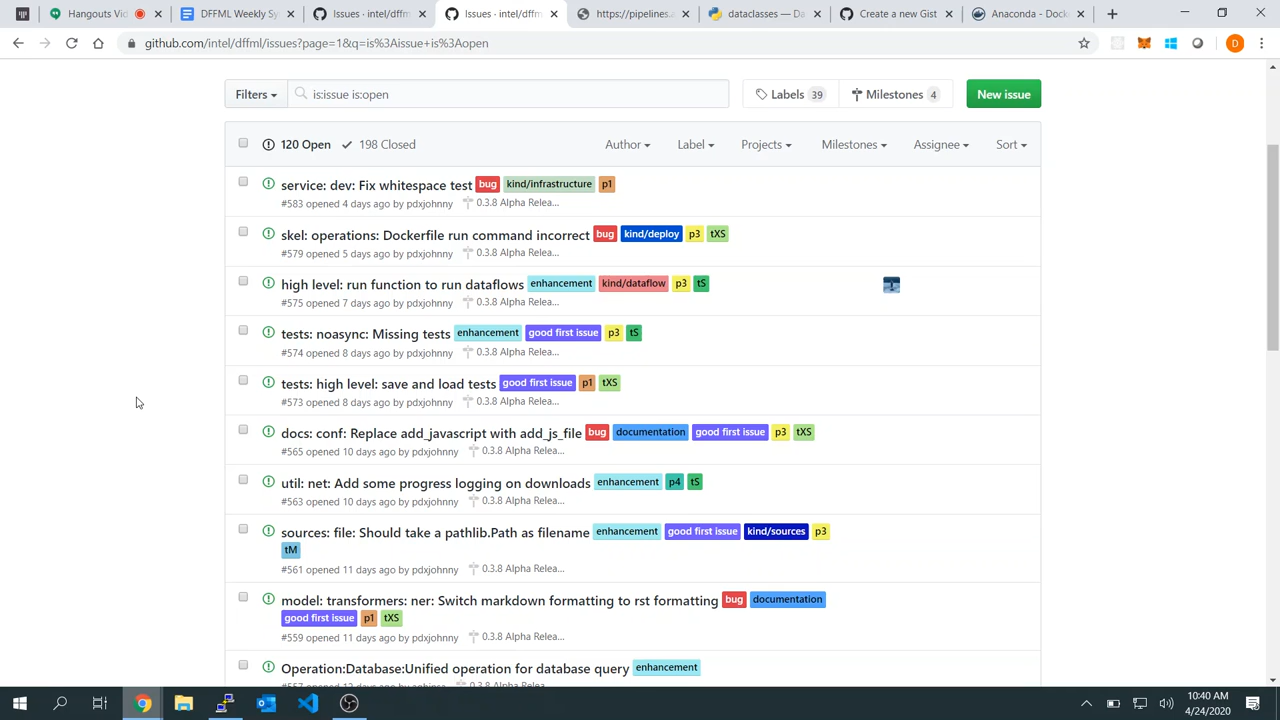 Hangouts Vid
DFFML Weekly Sy
Issues · intel/dffm
Issues · intel/dffm
https://pipelines.a
dataclasses — Da
Create a new Gist
Anaconda - Dock
github.com/intel/dffml/issues?page=1&q=is%3Aissue+is%3Aopen
D
Filters
is:issue is:open
Labels 39
Milestones 4
New issue
120 Open
198 Closed
Author
Label
Projects
Milestones
Assignee
Sort
service: dev: Fix whitespace test bug kind/infrastructure p1
#583 opened 4 days ago by pdxjohnny 0.3.8 Alpha Relea...
skel: operations: Dockerfile run command incorrect bug kind/deploy p3 tXS
#579 opened 5 days ago by pdxjohnny 0.3.8 Alpha Relea...
high level: run function to run dataflows enhancement kind/dataflow p3 tS
#575 opened 7 days ago by pdxjohnny 0.3.8 Alpha Relea...
tests: noasync: Missing tests enhancement good first issue p3 tS
#574 opened 8 days ago by pdxjohnny 0.3.8 Alpha Relea...
tests: high level: save and load tests good first issue p1 tXS
#573 opened 8 days ago by pdxjohnny 0.3.8 Alpha Relea...
docs: conf: Replace add_javascript with add_js_file bug documentation good first issue p3 tXS
#565 opened 10 days ago by pdxjohnny 0.3.8 Alpha Relea...
util: net: Add some progress logging on downloads enhancement p4 tS
#563 opened 10 days ago by pdxjohnny 0.3.8 Alpha Relea...
sources: file: Should take a pathlib.Path as filename enhancement good first issue kind/sources p3
tM
#561 opened 11 days ago by pdxjohnny 0.3.8 Alpha Relea...
model: transformers: ner: Switch markdown formatting to rst formatting bug documentation
good first issue p1 tXS
#559 opened 11 days ago by pdxjohnny 0.3.8 Alpha Relea...
Operation:Database:Unified operation for database query enhancement
10:40 AM
4/24/2020